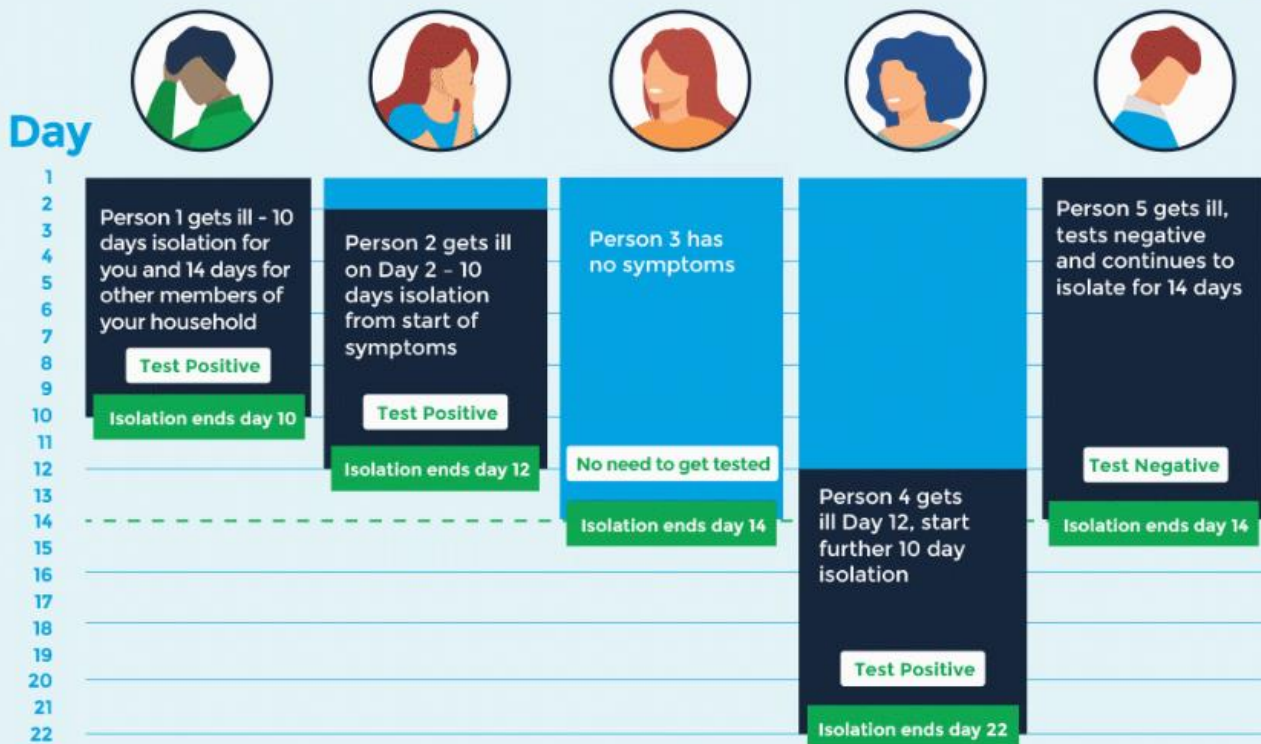 Day
1
2
3
4
5
6
7
8
9
10
11
12
13
14
15
16
17
18
19
20
21
22
Person 1 gets ill - 10
days isolation for
you and 14 days for
other members of
your household
Test Positive
Isolation ends day 10
Person 2 gets ill
on Day 2 – 10
days isolation
from start of
symptoms
Test Positive
Isolation ends day 12
Person 3 has
no symptoms
No need to get tested
Isolation ends day 14
Person 4 gets
ill Day 12, start
further 10 day
isolation
Test Positive
Isolation ends day 22
Person 5 gets ill,
tests negative
and continues to
isolate for 14 days
Test Negative
Isolation ends day 14